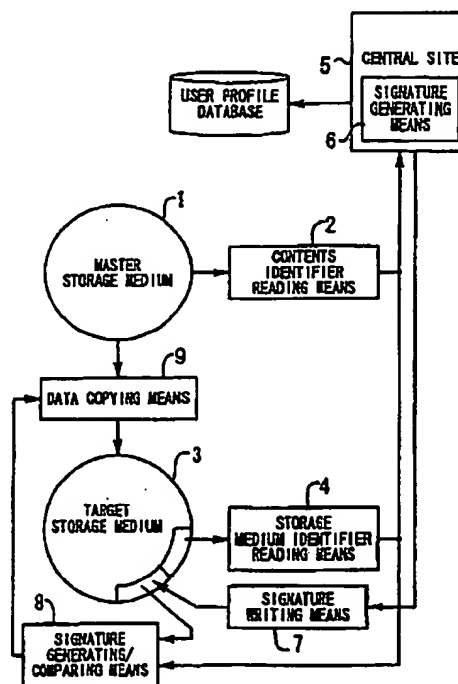 5
CENTRAL SITE
SIGNATURE
GENERATING
MEANS
6
USER PROFILE
DATABASE
1
MASTER
STORAGE MEDIUM
2
CONTENTS
IDENTIFIER
READING MEANS
9
DATA COPYING MEANS
3
TARGET
STORAGE MEDIUM
4
STORAGE
MEDIUM IDENTIFIER
READING MEANS
SIGNATURE
WRITING MEANS
7
8
SIGNATURE
GENERATING/
COMPARING MEANS